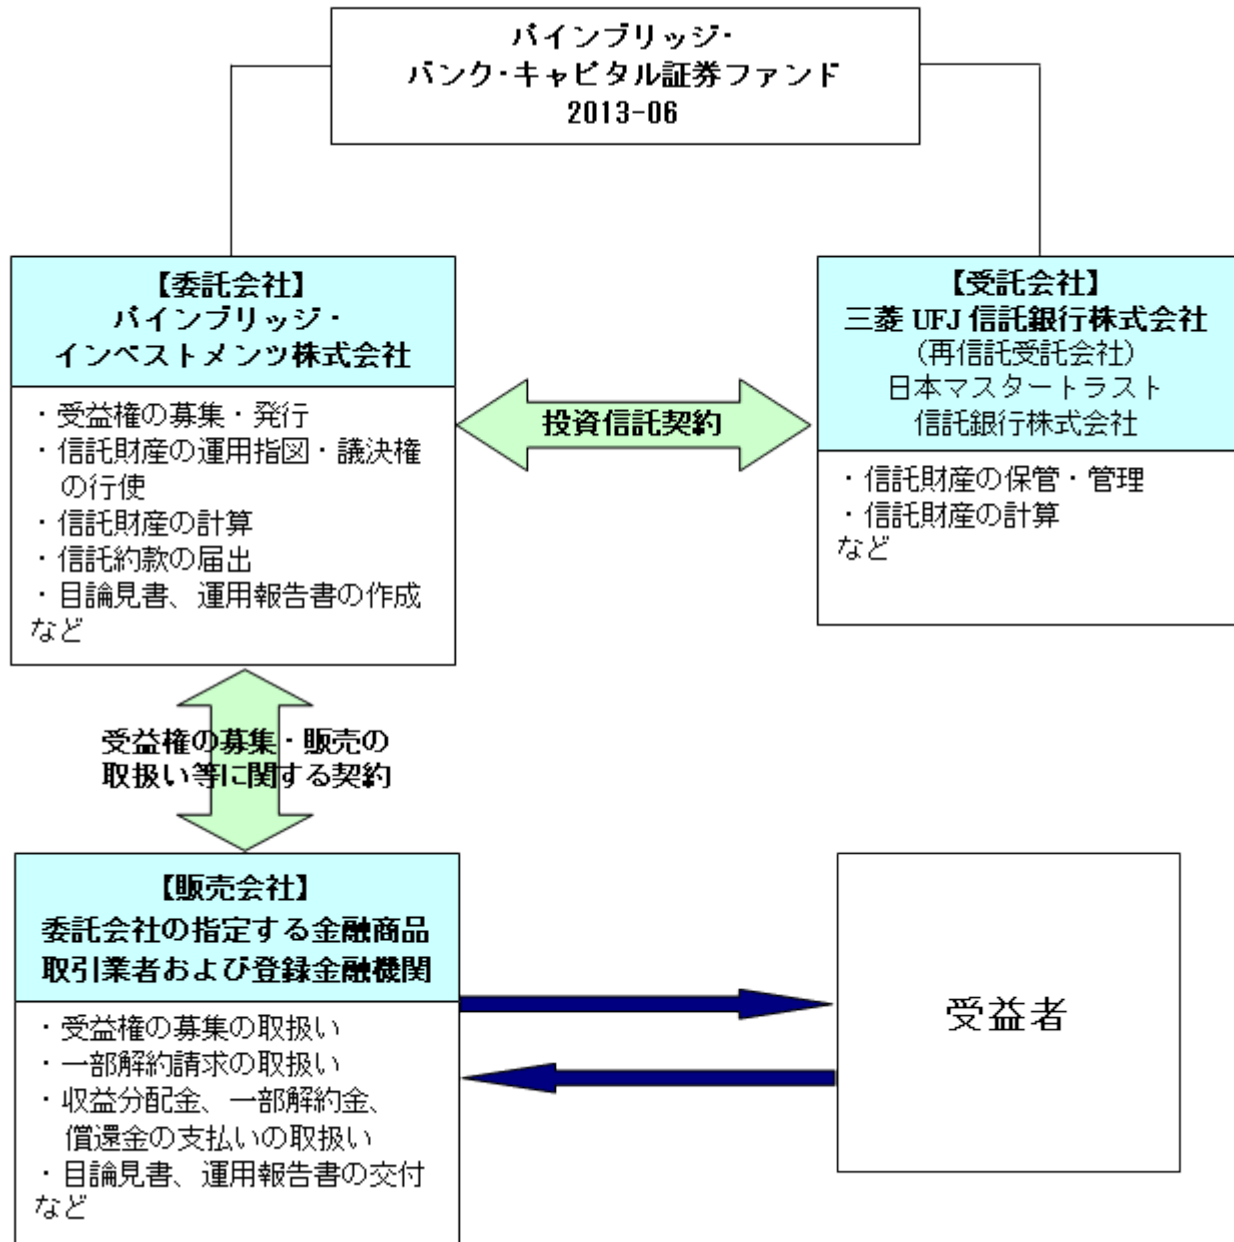 パインブリッジ・
バンク・キャピタル証券ファンド
2013-06
【委託会社】
パインブリッジ・
インベストメンツ株式会社
・受益権の募集・発行
・信託財産の運用指図・議決権
の行使
・信託財産の計算
・信託約款の届出
・目論見書、運用報告書の作成
など
投資信託契約
【受託会社】
三菱 UFJ 信託銀行株式会社
（再信託受託会社）
日本マスタートラスト
信託銀行株式会社
・信託財産の保管・管理
・信託財産の計算
など
受益権の募集・販売の
取扱い等に関する契約
【販売会社】
委託会社の指定する金融商品
取引業者および登録金融機関
・受益権の募集の取扱い
・一部解約請求の取扱い
・収益分配金、一部解約金、
償還金の支払いの取扱い
・目論見書、運用報告書の交付
など
受益者